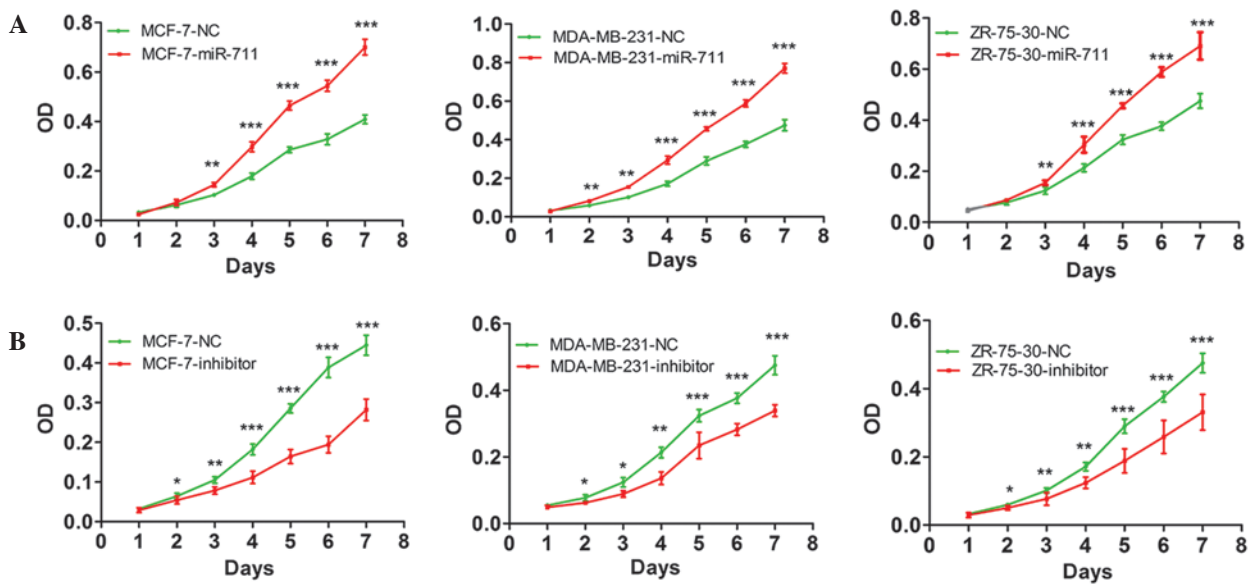 A
MCF-7-NC
MCF-7-miR-711
OD
0.8
0.6
0.4
0.2
0.0
** *** *** *** ***
0 1 2 3 4 5 6 7 8
Days
MDA-MB-231-NC
MDA-MB-231-miR-711
OD
1.0
0.8
0.6
0.4
0.2
0.0
** ** *** *** *** ***
0 1 2 3 4 5 6 7 8
Days
ZR-75-30-NC
ZR-75-30-miR-711
OD
0.8
0.6
0.4
0.2
0.0
** *** *** *** ***
0 1 2 3 4 5 6 7 8
Days
B
MCF-7-NC
MCF-7-inhibitor
OD
0.5
0.4
0.3
0.2
0.1
0.0
* ** *** *** *** ***
0 1 2 3 4 5 6 7 8
Days
MDA-MB-231-NC
MDA-MB-231-inhibitor
OD
0.6
0.4
0.2
0.0
* * ** *** *** ***
0 1 2 3 4 5 6 7 8
Days
ZR-75-30-NC
ZR-75-30-inhibitor
OD
0.6
0.4
0.2
0.0
* ** ** *** *** ***
0 1 2 3 4 5 6 7 8
Days